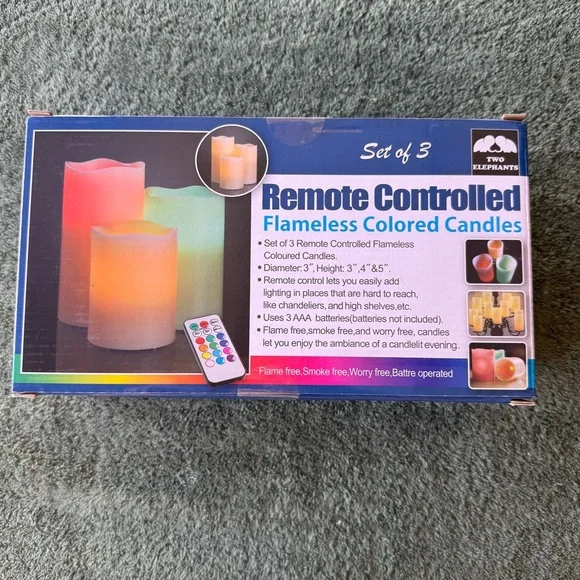 Set of 3
TWO
ELEPHANTS
Remote Controlled
Flameless Colored Candles
• Set of 3 Remote Controlled Flameless
Coloured Candles.
• Diameter:3″, Height: 3″,4″&5″.
• Remote control lets you easily add
lighting in places that are hard to reach,
like chandeliers,and high shelves,etc.
• Uses 3 AAA batteries(batteries not included).
• Flame free,smoke free,and worry free, candles
let you enjoy the ambiance of a candlelit evening.
Flame free,Smoke free,Worry free,Battre operated